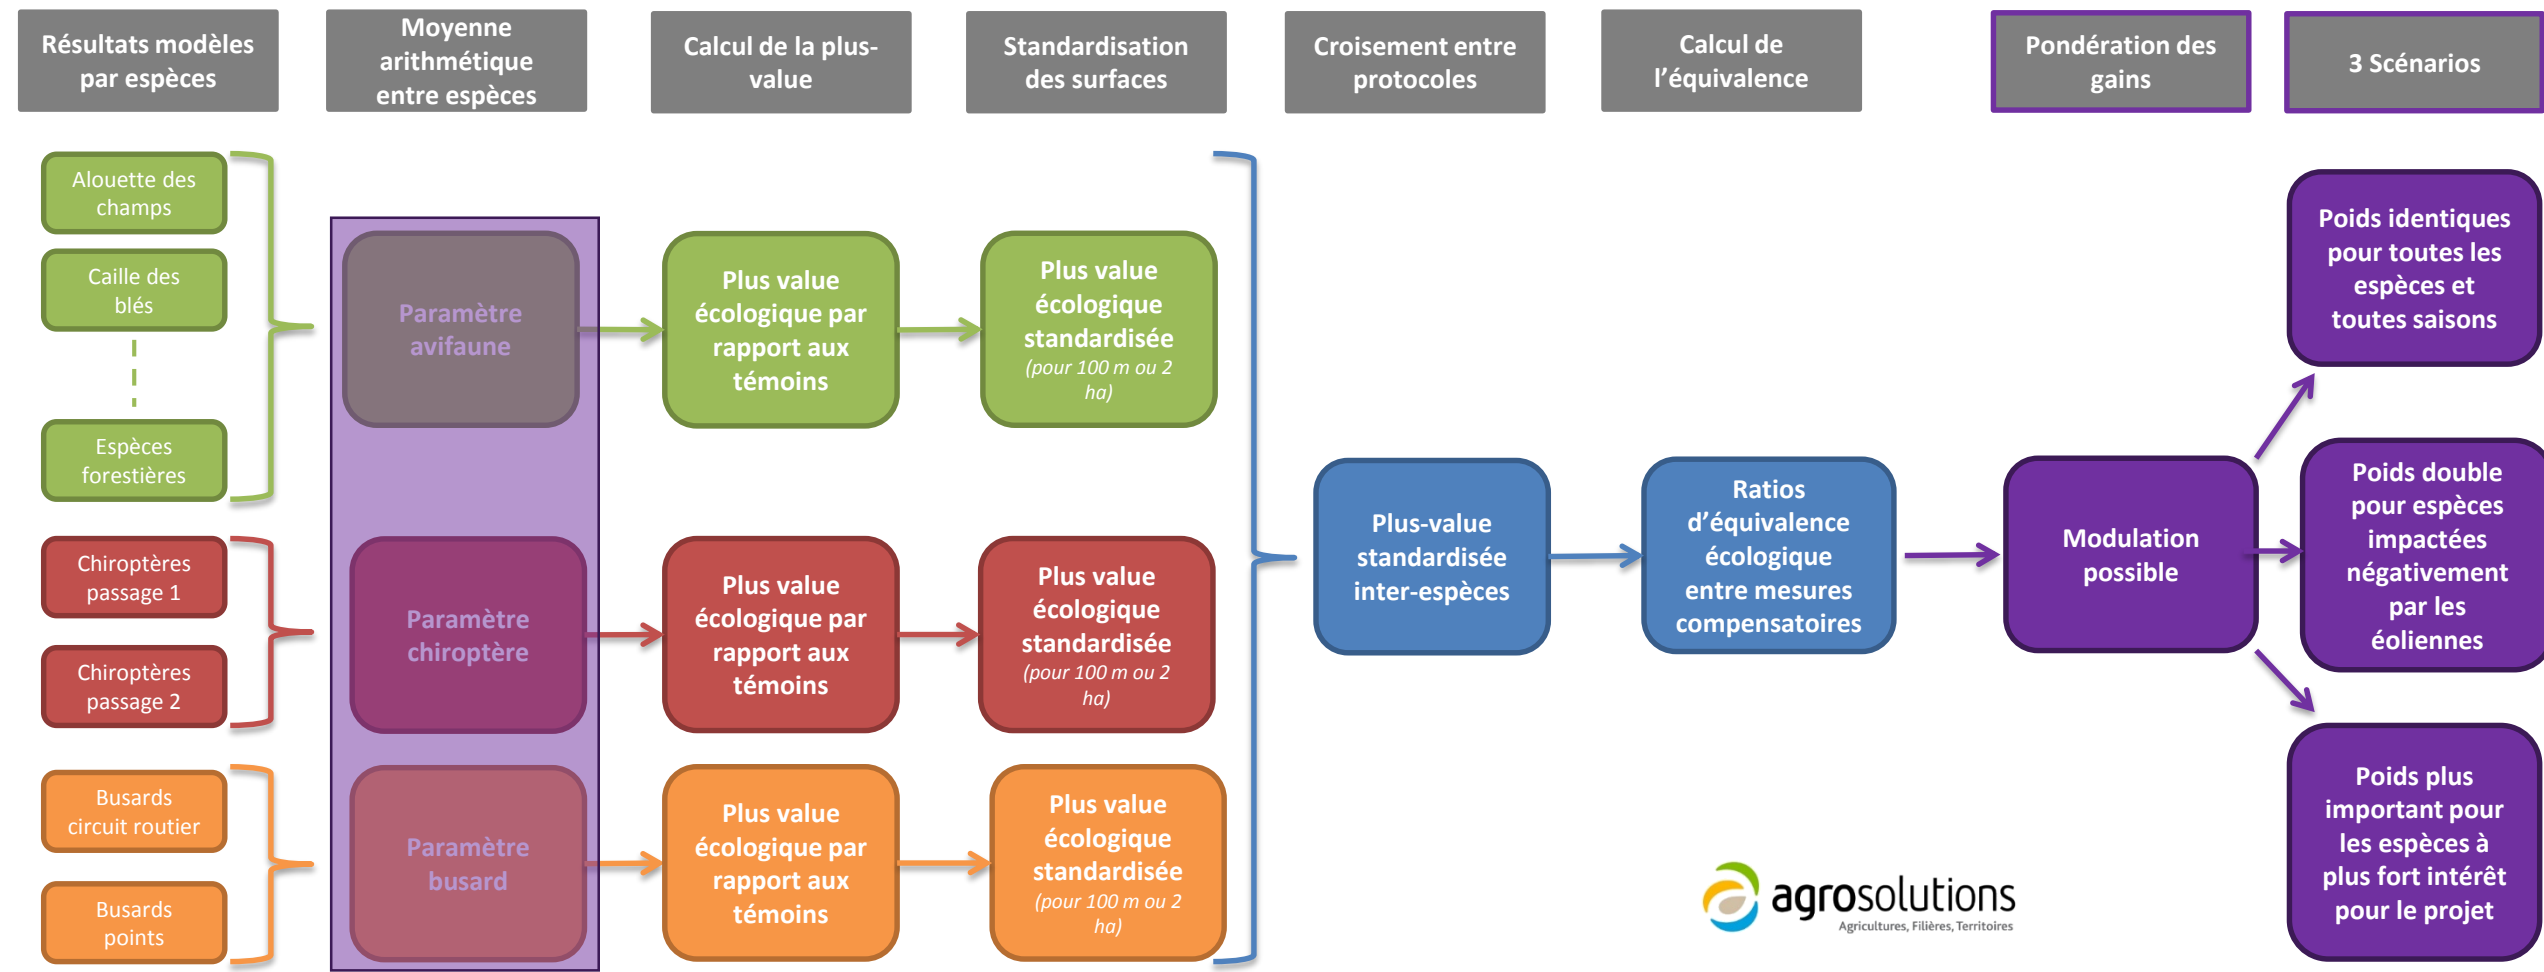 Résultats modèles
par espèces
Moyenne
arithmétique
entre espèces
Calcul de la plus-
value
Standardisation
des surfaces
Croisement entre
protocoles
Calcul de
l’équivalence
Pondération des
gains
3 Scénarios
Alouette des
champs
Caille des
blés
Espèces
forestières
Chiroptères
passage 1
Chiroptères
passage 2
Busards
circuit routier
Busards
points
Paramètre
avifaune
Paramètre
chiroptère
Paramètre
busard
Plus value
écologique par
rapport aux
témoins
Plus value
écologique par
rapport aux
témoins
Plus value
écologique par
rapport aux
témoins
Plus value
écologique
standardisée
(pour 100 m ou 2
ha)
Plus value
écologique
standardisée
(pour 100 m ou 2
ha)
Plus value
écologique
standardisée
(pour 100 m ou 2
ha)
Plus-value
standardisée
inter-espèces
Ratios
d’équivalence
écologique
entre mesures
compensatoires
Modulation
possible
Poids identiques
pour toutes les
espèces et
toutes saisons
Poids double
pour espèces
impactées
négativement
par les
éoliennes
Poids plus
important pour
les espèces à
plus fort intérêt
pour le projet
agrosolutions
Agricultures, Filières, Territoires